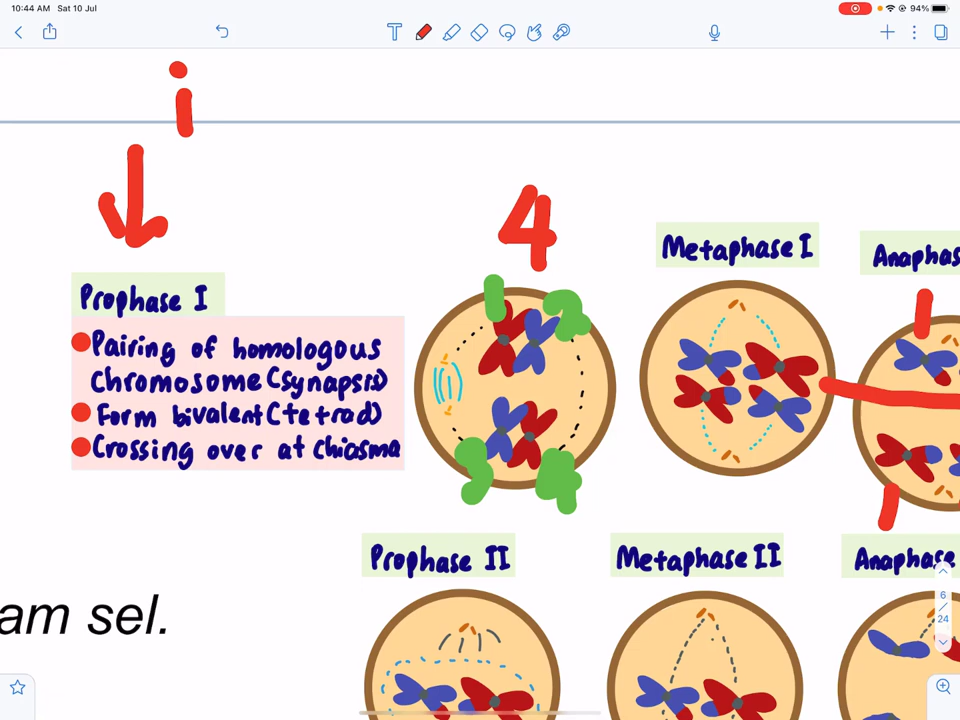 10:44 AM Sat 10 Jul
94%
T
i
4
Metaphase I
Anaphas
Prophase I
Pairing of homologous
Chromosome (synapsis)
Form bivalent (tetrad)
Crossing over at chiasma
Prophase II
Metaphase II
Anaphase
6
/
24
am sel.